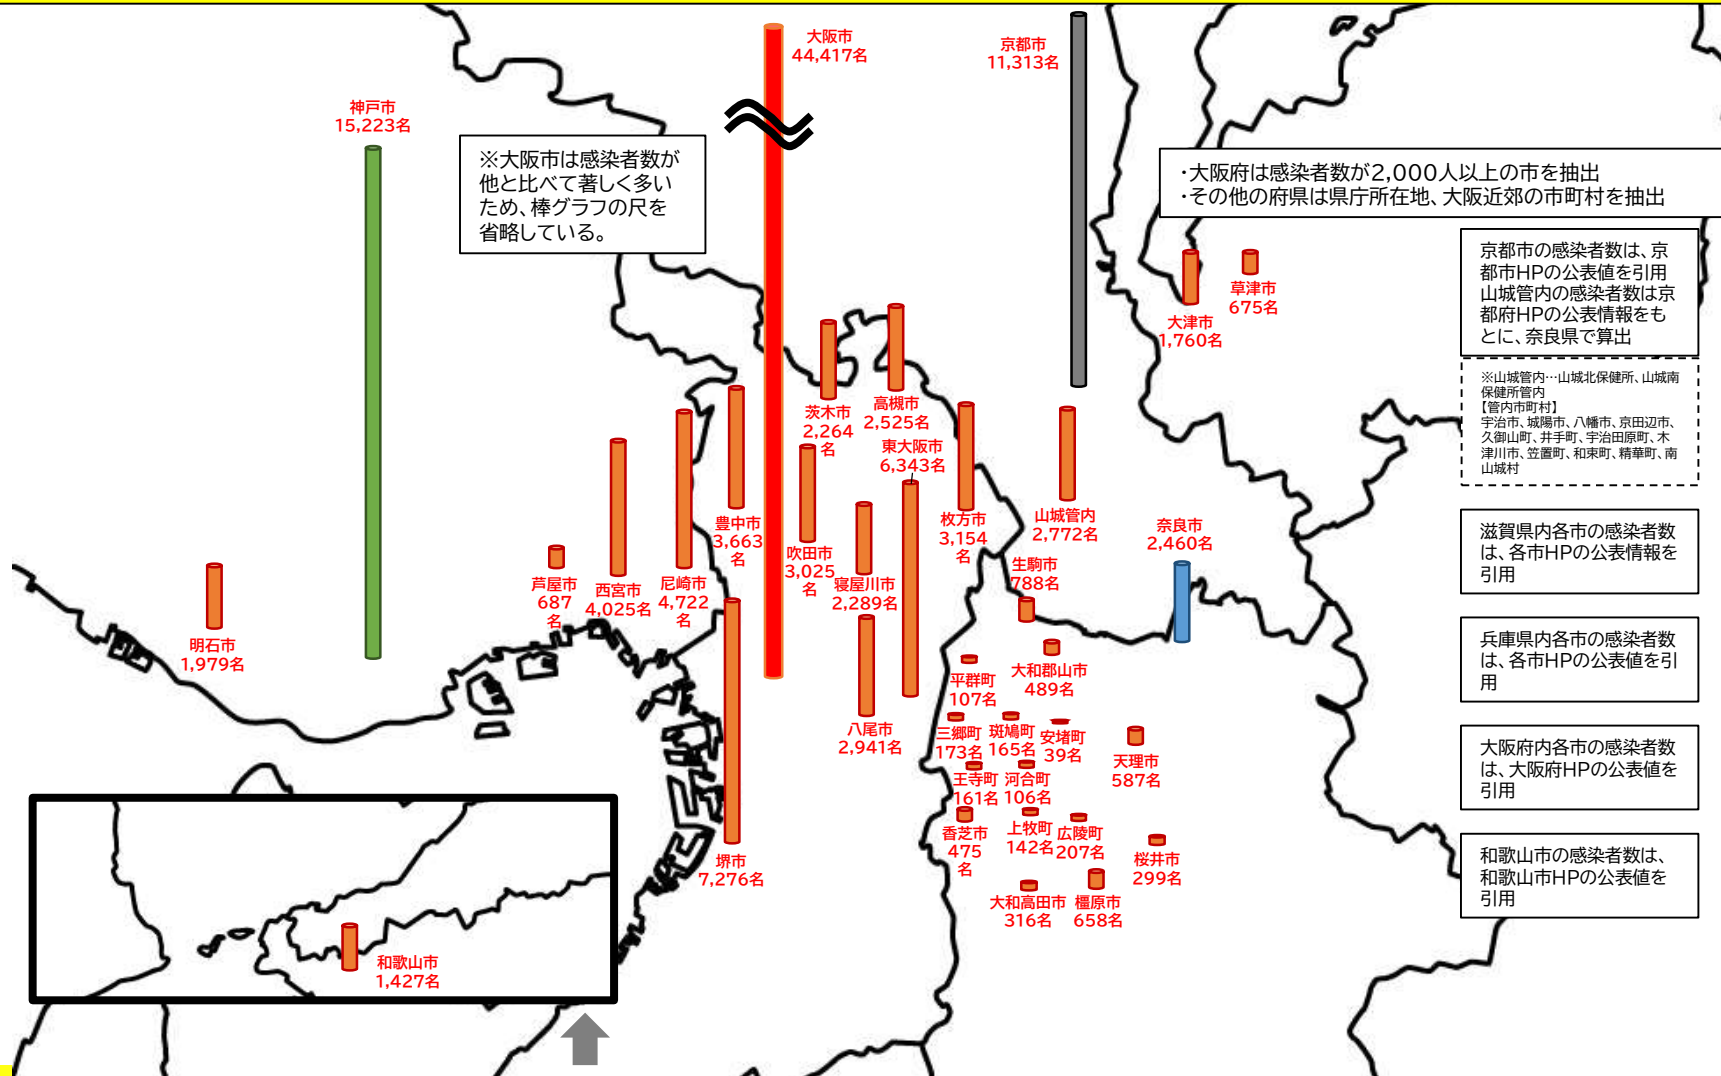 大阪市
44,417名
京都市
11,313名
神戸市
15,223名
※大阪市は感染者数が
他と比べて著しく多い
ため、棒グラフの尺を
省略している。
・大阪府は感染者数が2,000人以上の市を抽出
・その他の府県は県庁所在地、大阪近郊の市町村を抽出
京都市の感染者数は、京
都市HPの公表値を引用
山城管内の感染者数は京
都府HPの公表情報をも
とに、奈良県で算出
草津市
675名
大津市
1,760名
※山城管内…山城北保健所、山城南
保健所管内
【管内市町村】
宇治市、城陽市、八幡市、京田辺市、
久御山町、井手町、宇治田原町、木
津川市、笠置町、和束町、精華町、南
山城村
茨木市
2,264
名
高槻市
2,525名
東大阪市
6,343名
豊中市
3,663
名
吹田市
3,025
名
寝屋川市
2,289名
枚方市
3,154
名
山城管内
2,772名
奈良市
2,460名
生駒市
788名
滋賀県内各市の感染者数
は、各市HPの公表情報を
引用
芦屋市
687
名
西宮市
4,025名
尼崎市
4,722
名
明石市
1,979名
兵庫県内各市の感染者数
は、各市HPの公表値を引
用
平群町
107名
大和郡山市
489名
八尾市
2,941名
三郷町
173名
斑鳩町
165名
安堵町
39名
天理市
587名
大阪府内各市の感染者数
は、大阪府HPの公表値を
引用
王寺町
161名
河合町
106名
香芝市
475
名
上牧町
142名
広陵町
207名
桜井市
299名
堺市
7,276名
大和高田市
316名
橿原市
658名
和歌山市の感染者数は、
和歌山市HPの公表値を
引用
和歌山市
1,427名